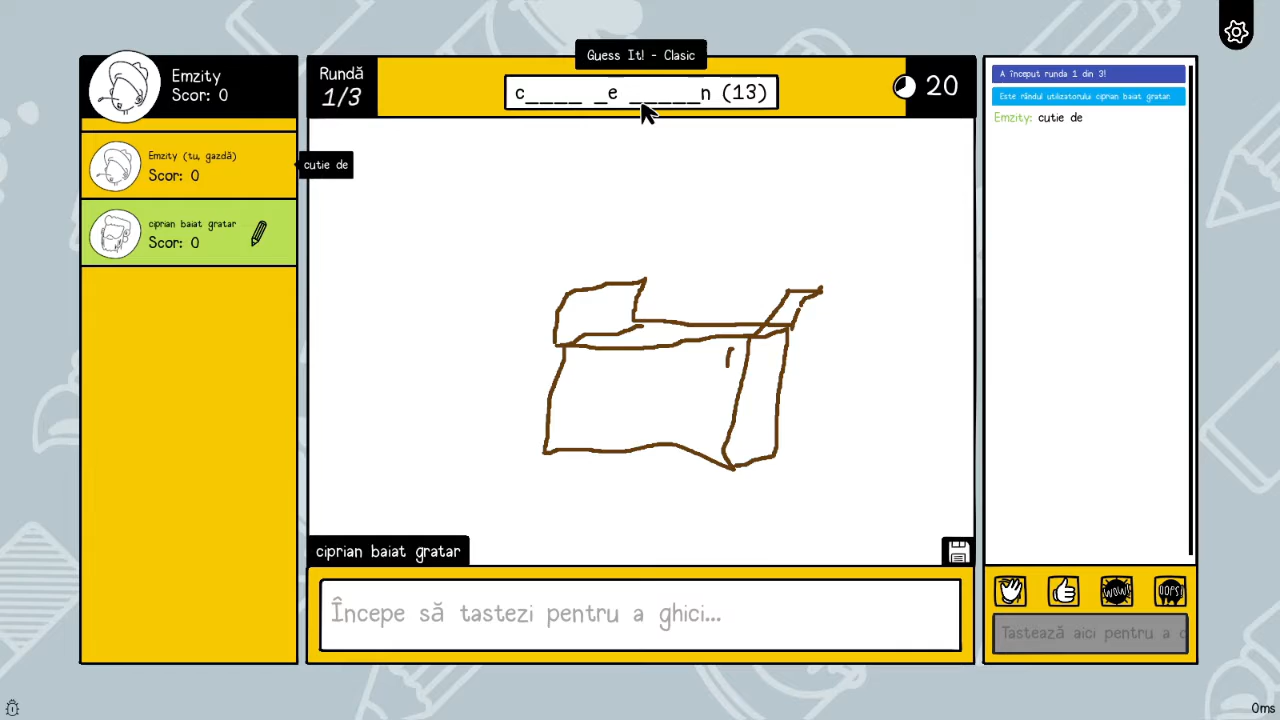 Guess It! - Clasic
Emzity
Scor: 0
Rundă
1/3
c____ _e _____n (13)
20
A început runda 1 din 3!
Este rândul utilizatorului ciprian baiat gratar
Emzity: cutie de
Emzity (tu, gazdă)
Scor: 0
cutie de
ciprian baiat gratar
Scor: 0
ciprian baiat gratar
Începe să tastezi pentru a ghici...
WOW!
OOPS!
Tastează aici pentru a c
0ms